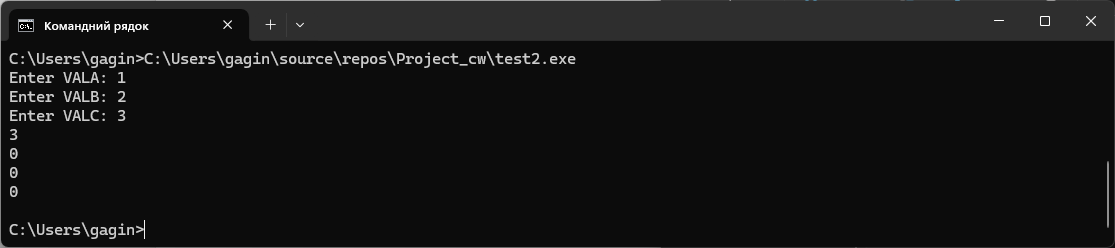 Командний рядок
C:\Users\gagin>C:\Users\gagin\source\repos\Project_cw\test2.exe
Enter VALA: 1
Enter VALB: 2
Enter VALC: 3
3
0
0
0
C:\Users\gagin>